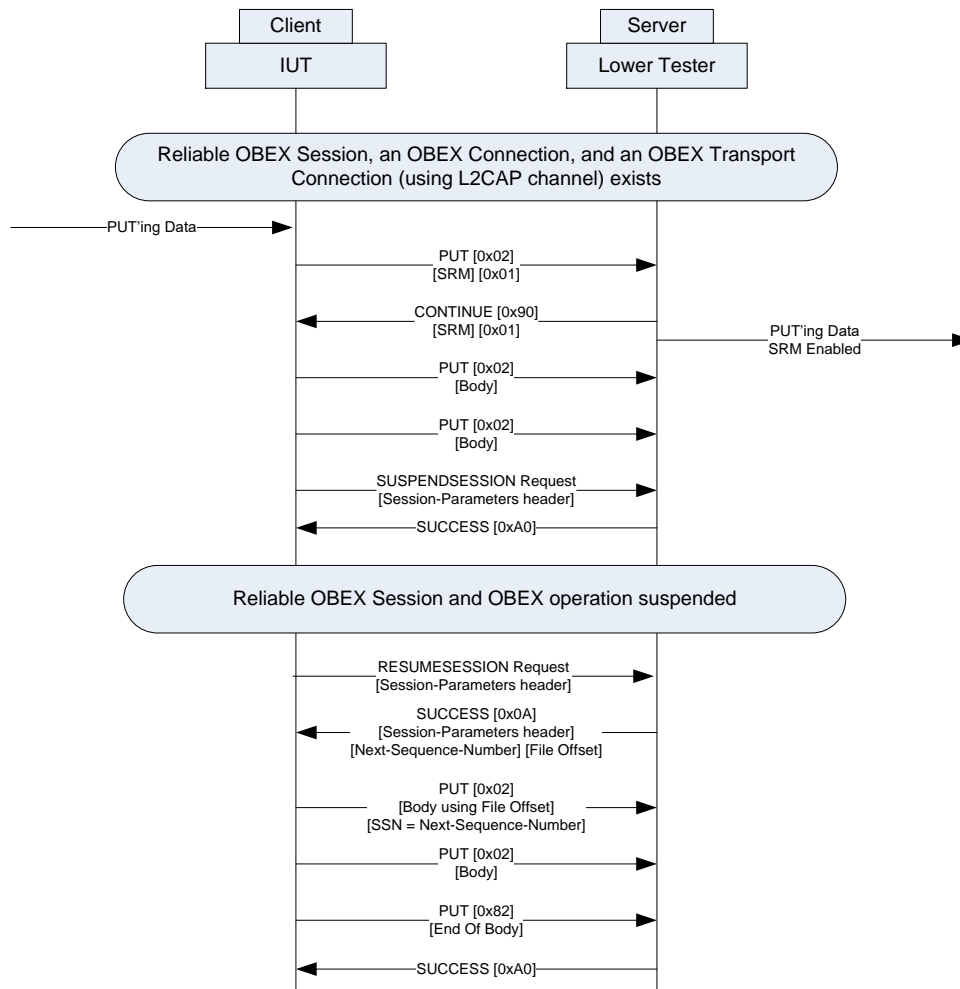 Client
Server
IUT
Lower Tester
Reliable OBEX Session, an OBEX Connection, and an OBEX Transport
Connection (using L2CAP channel) exists
PUT'ing Data
PUT [0x02]
[SRM] [0x01]
CONTINUE [0x90]
[SRM] [0x01]
PUT'ing Data
SRM Enabled
PUT [0x02]
[Body]
PUT [0x02]
[Body]
SUSPENDSESSION Request
[Session-Parameters header]
SUCCESS [0xA0]
Reliable OBEX Session and OBEX operation suspended
RESUMESESSION Request
[Session-Parameters header]
SUCCESS [0x0A]
[Session-Parameters header]
[Next-Sequence-Number] [File Offset]
PUT [0x02]
[Body using File Offset]
[SSN = Next-Sequence-Number]
PUT [0x02]
[Body]
PUT [0x82]
[End Of Body]
SUCCESS [0xA0]